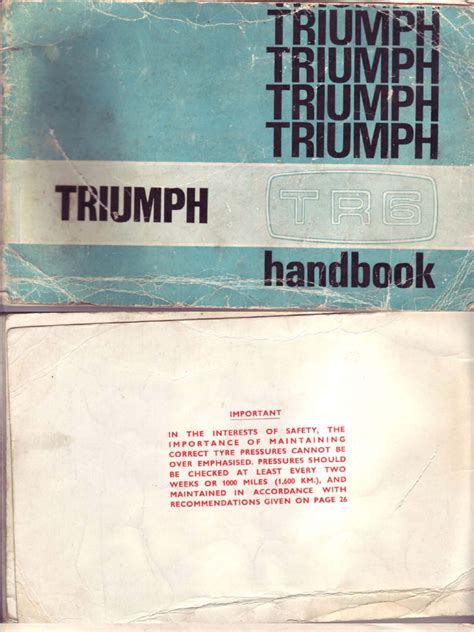 TRIUMPH
TRIUMPH
TRIUMPH
TRIUMPH
TRIUMPH
TR6
handbook
IMPORTANT
IN THE INTERESTS OF SAFETY, THE
IMPORTANCE OF MAINTAINING
CORRECT TYRE PRESSURES CANNOT BE
OVER EMPHASISED. PRESSURES SHOULD
BE CHECKED AT LEAST EVERY TWO
WEEKS OR 1000 MILES (1,600 KM.), AND
MAINTAINED IN ACCORDANCE WITH
RECOMMENDATIONS GIVEN ON PAGE 26